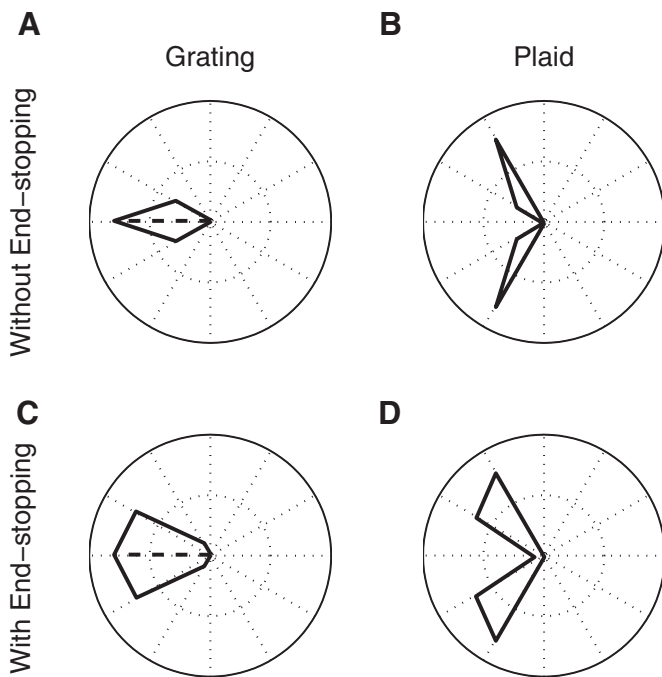 A
B
Grating
Plaid
Without End−stopping
C
D
With End−stopping